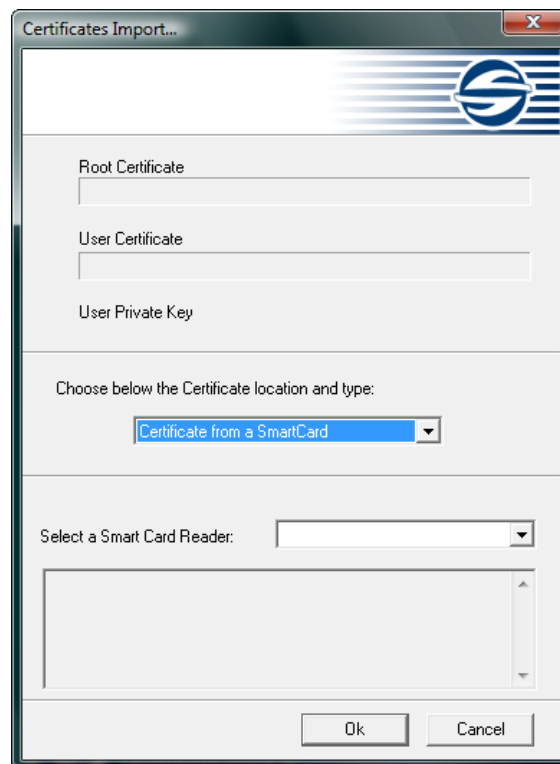 Certificates Import...
Root Certificate
User Certificate
User Private Key
Choose below the Certificate location and type:
Certificate from a SmartCard
Select a Smart Card Reader:
Ok Cancel